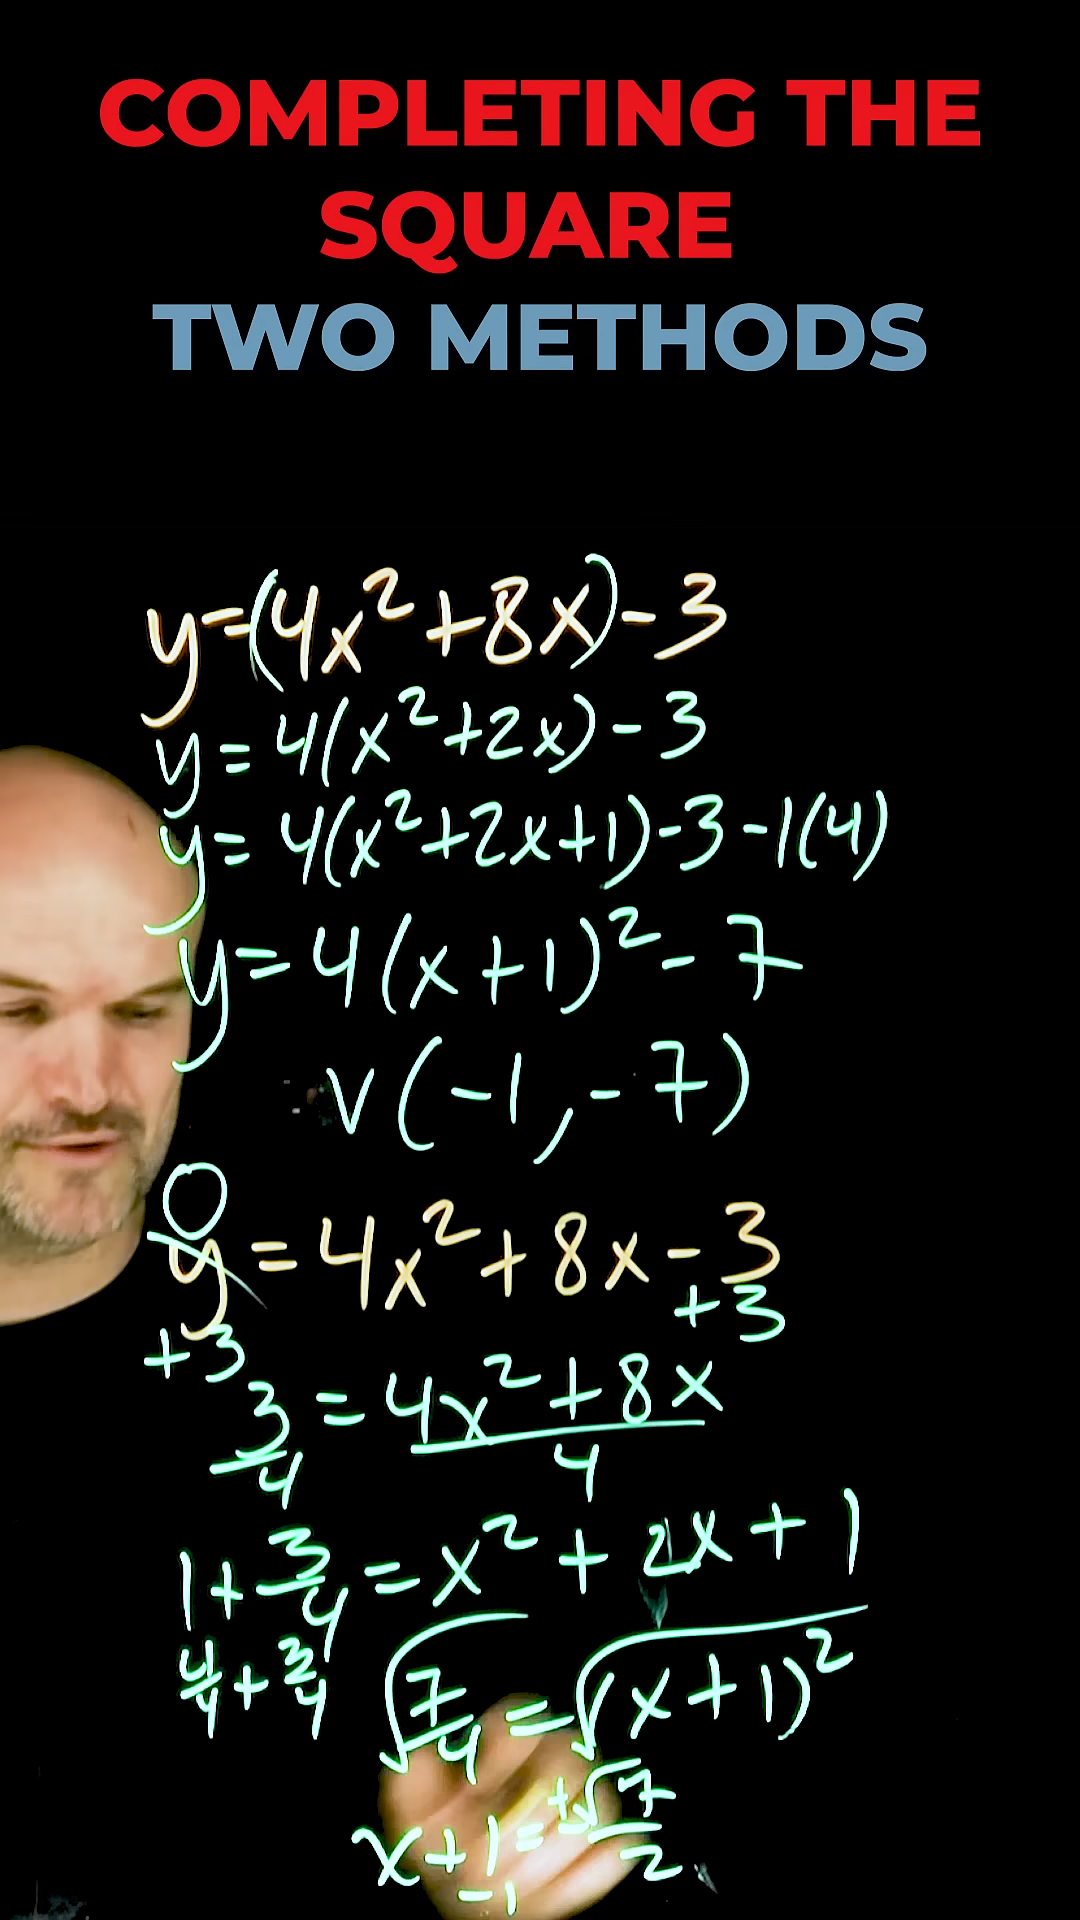 COMPLETING THE
SQUARE
TWO METHODS
y=(4x²+8x)-3
y=4(x²+2x)-3
y=4(x²+2x+1)-3-1(4)
y=4(x+1)²-7
V(-1,-7)
0
y=4x²+8x-3
+3 +3
3/4=4x²+8x/4
1+3/4=x²+2x+1
4/4+3/4 √7/4=√(x+1)²
x+1=±√7/2
-1